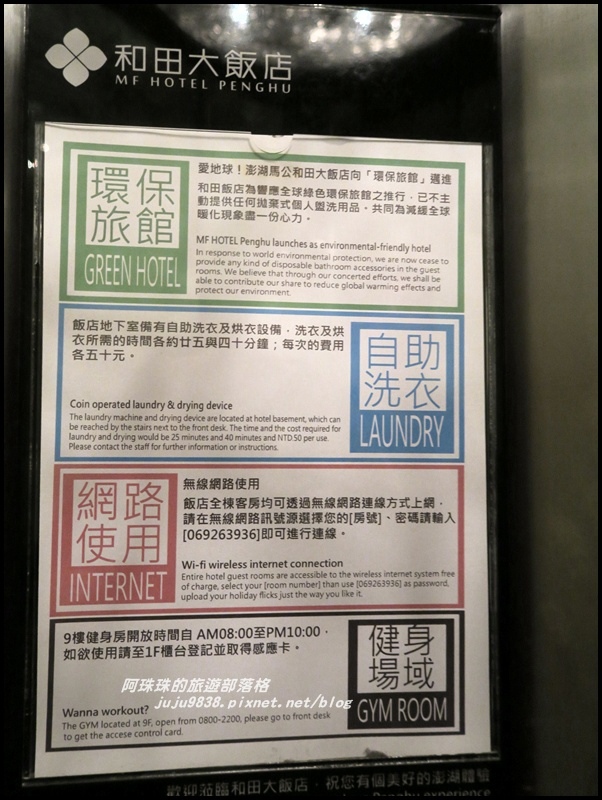 和田大飯店
MF HOTEL PENGHU
環保
旅館
GREEN HOTEL
愛地球！澎湖馬公和田大飯店向「環保旅館」邁進
和田飯店為響應全球綠色環保旅館之推行，已不主
動提供任何拋棄式個人盥洗用品。共同為減緩全球
暖化現象盡一份心力。
MF HOTEL Penghu launches as environmental-friendly hotel
In response to world environmental protection, we are now cease to
provide any kind of disposable bathroom accessories in the guest
rooms. We believe that through our concerted efforts, we shall be
able to contribute our share to reduce global warming effects and
protect our environment.
飯店地下室備有自助洗衣及烘衣設備，洗衣及烘
衣所需的時間各約廿五與四十分鐘；每次的費用
各五十元。
Coin operated laundry & drying device
The laundry machine and drying device are located at hotel basement, which can
be reached by the stairs next to the front desk. The time and the cost required for
laundry and drying would be 25 minutes and 40 minutes and NTD.50 per use.
Please contact the staff for further information or instructions.
自助
洗衣
LAUNDRY
網路
使用
INTERNET
無線網路使用
飯店全棟客房均可透過無線網路連線方式上網，
請在無線網路訊號源選擇您的[房號]、密碼請輸入
[069263936]即可進行連線。
Wi-fi wireless internet connection
Entire hotel guest rooms are accessible to the wireless internet system free
of charge, select your [room number] than use [069263936] as password,
upload your holiday flicks just the way you like it.
9樓健身房開放時間自 AM08:00至PM10:00，
如欲使用請至1F櫃台登記並取得感應卡。
Wanna workout?
The GYM located at 9F, open from 0800~2200, please go to front desk
to get the accese control card.
健身
場域
GYM ROOM
阿珠珠的旅遊部落格
juju9838.pixnet.net/blog
歡迎蒞臨和田大飯店，祝您有個美好的澎湖體驗
Penghu experience